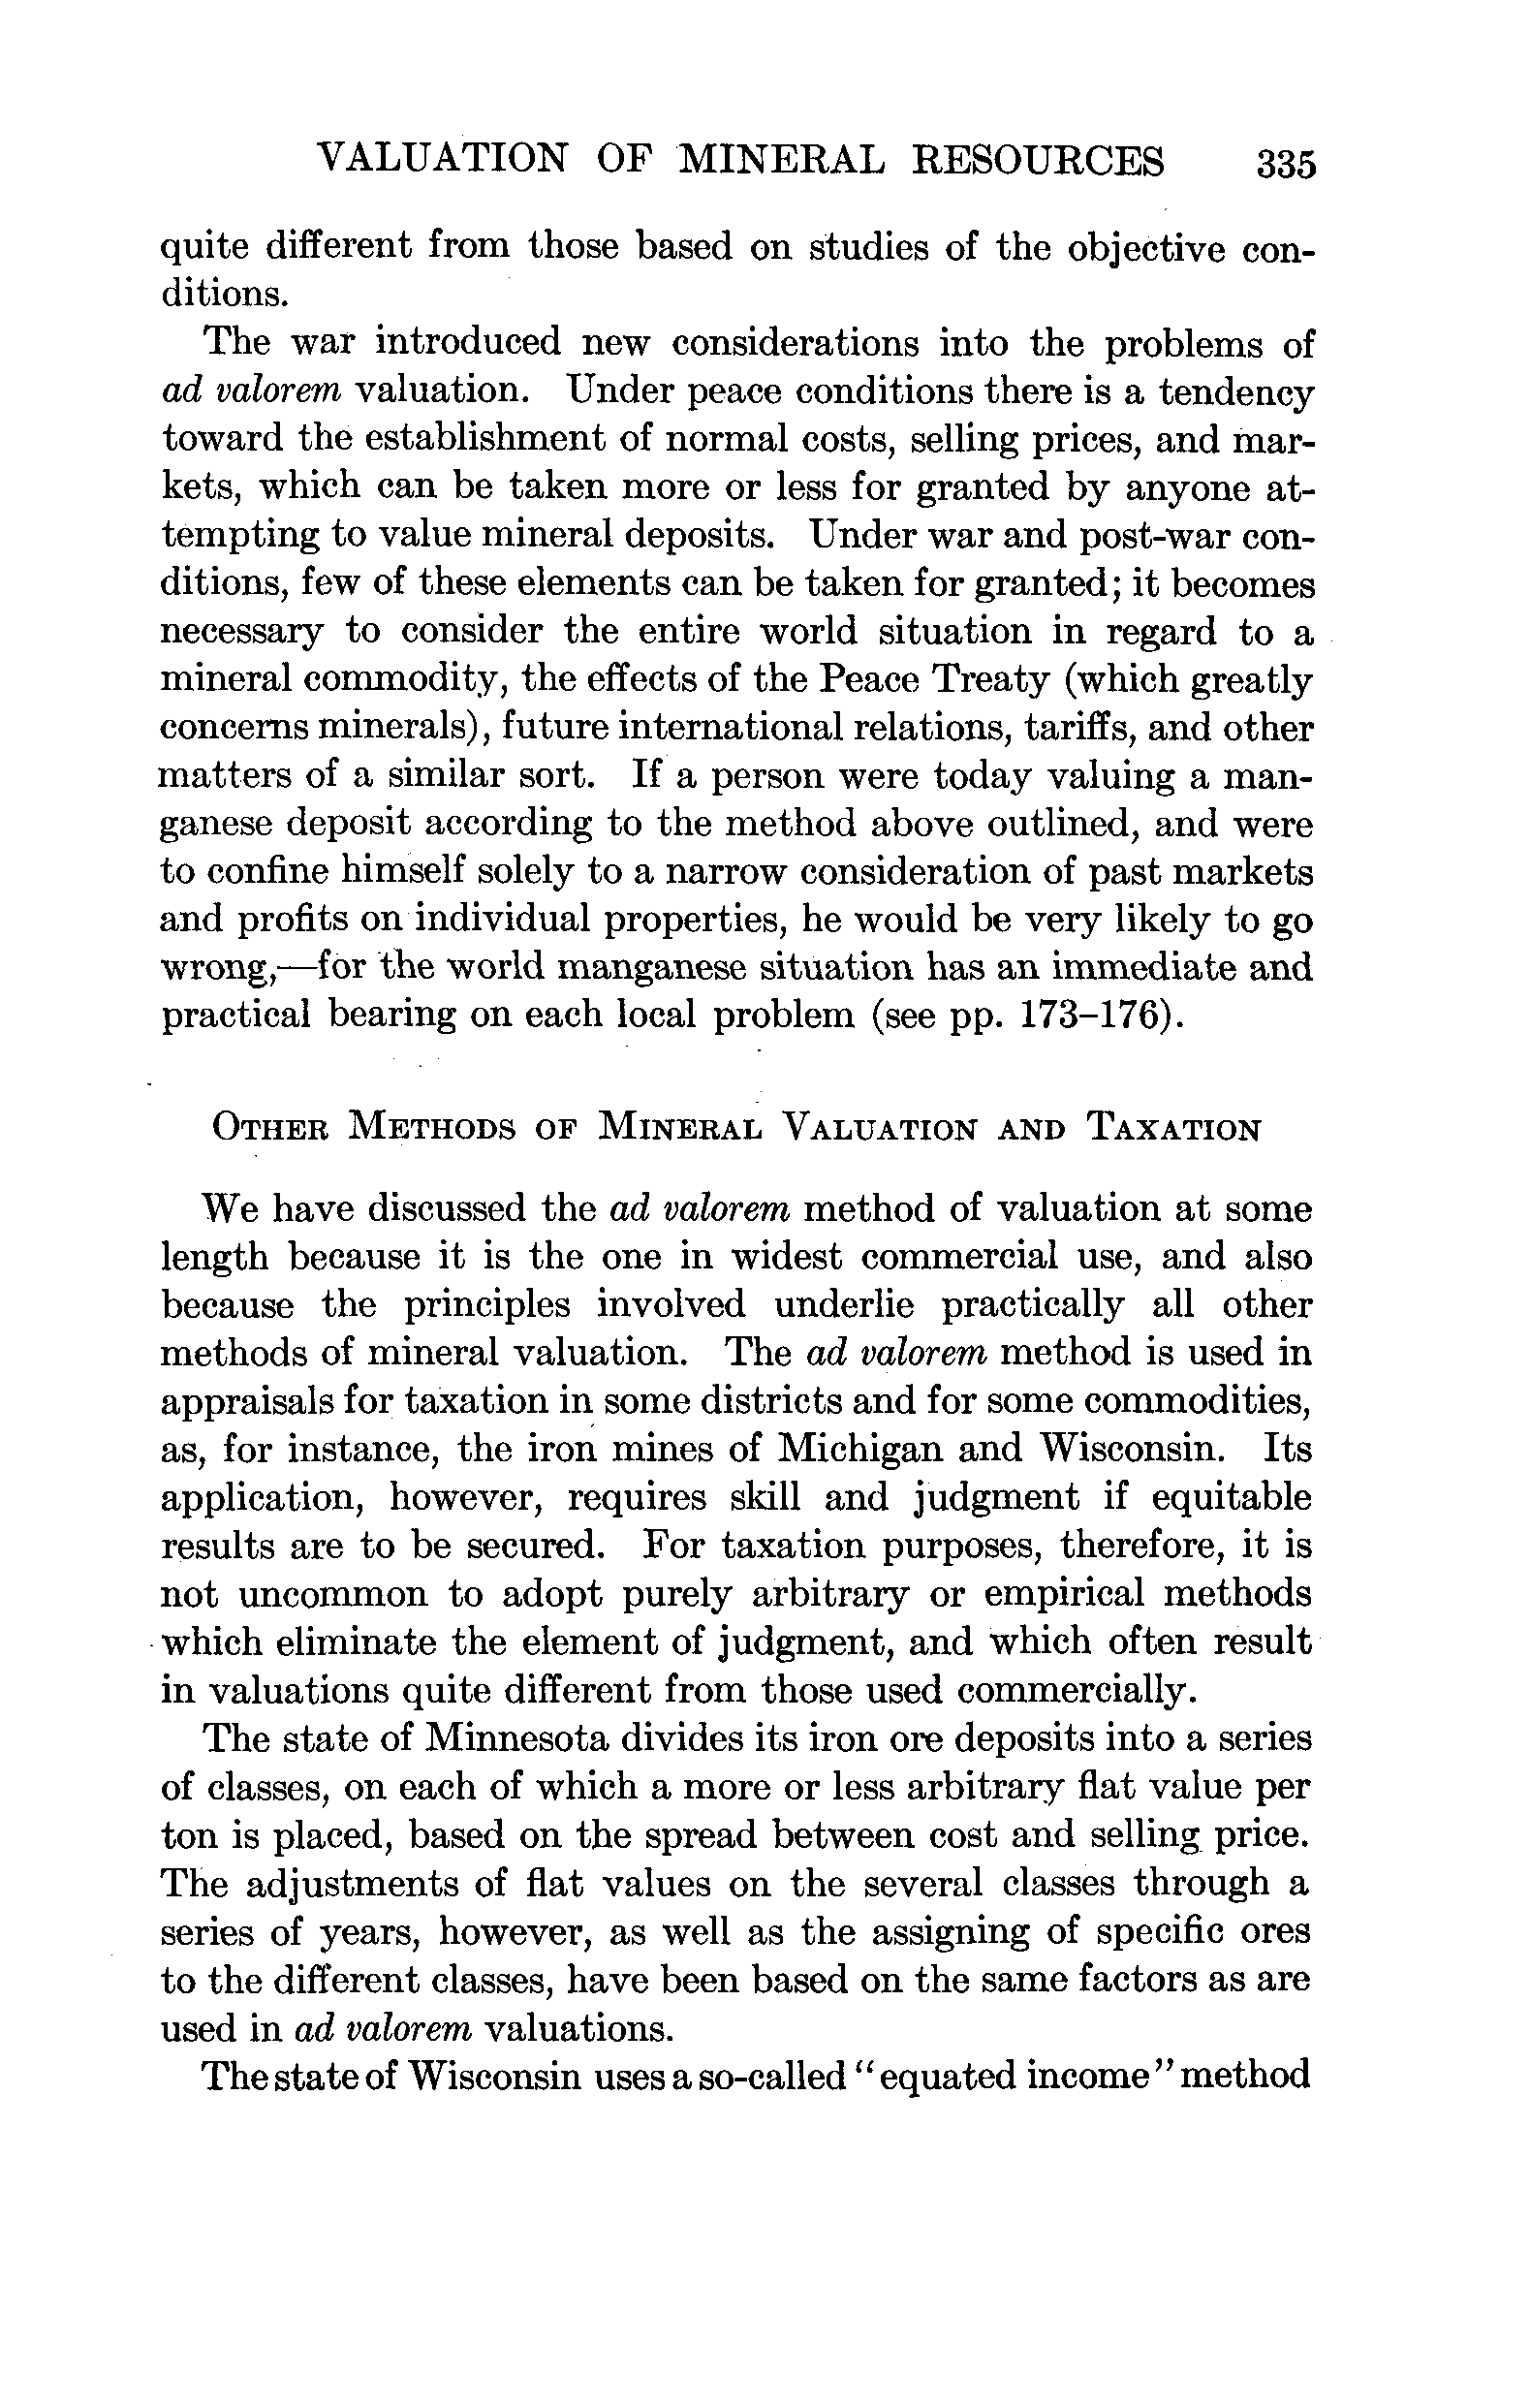 VALUATION OF MINERAL RESOURCES 335
quite different from those based on studies of the objective con-
ditions.
The war introduced new considerations into the problems of
ad valorem valuation. Under peace conditions there is a tendency
toward the establishment of normal costs, selling prices, and mar-
kets, which can be taken more or less for granted by anyone at-
tempting to value mineral deposits. Under war and post-war con-
ditions, few of these elements can be taken for granted; it becomes
necessary to consider the entire world situation in regard to a
mineral commodity, the effects of the Peace Treaty (which greatly
concerns minerals), future international relations, tariffs, and other
matters of a similar sort. If a person were today valuing a man-
ganese deposit according to the method above outlined, and were
to confine himself solely to a narrow consideration of past markets
and profits on individual properties, he would be very likely to go
wrong,—for the world manganese situation has an immediate and
practical bearing on each local problem (see pp. 173–176).
OTHER METHODS OF MINERAL VALUATION AND TAXATION
We have discussed the ad valorem method of valuation at some
length because it is the one in widest commercial use, and also
because the principles involved underlie practically all other
methods of mineral valuation. The ad valorem method is used in
appraisals for taxation in some districts and for some commodities,
as, for instance, the iron mines of Michigan and Wisconsin. Its
application, however, requires skill and judgment if equitable
results are to be secured. For taxation purposes, therefore, it is
not uncommon to adopt purely arbitrary or empirical methods
which eliminate the element of judgment, and which often result
in valuations quite different from those used commercially.
The state of Minnesota divides its iron ore deposits into a series
of classes, on each of which a more or less arbitrary flat value per
ton is placed, based on the spread between cost and selling price.
The adjustments of flat values on the several classes through a
series of years, however, as well as the assigning of specific ores
to the different classes, have been based on the same factors as are
used in ad valorem valuations.
The state of Wisconsin uses a so-called “equated income” method